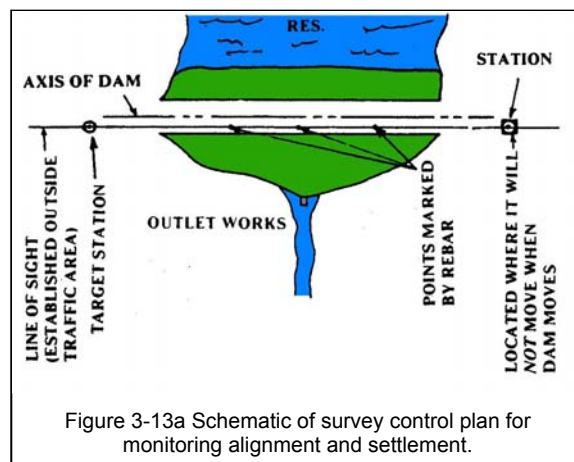 RES.
AXIS OF DAM
STATION
LINE OF SIGHT
(ESTABLISHED OUTSIDE
TRAFFIC AREA)
TARGET STATION
OUTLET WORKS
POINTS MARKED
BY REBAR
LOCATED WHERE IT WILL
NOT MOVE WHEN
DAM MOVES
Figure 3-13a Schematic of survey control plan for
monitoring alignment and settlement.